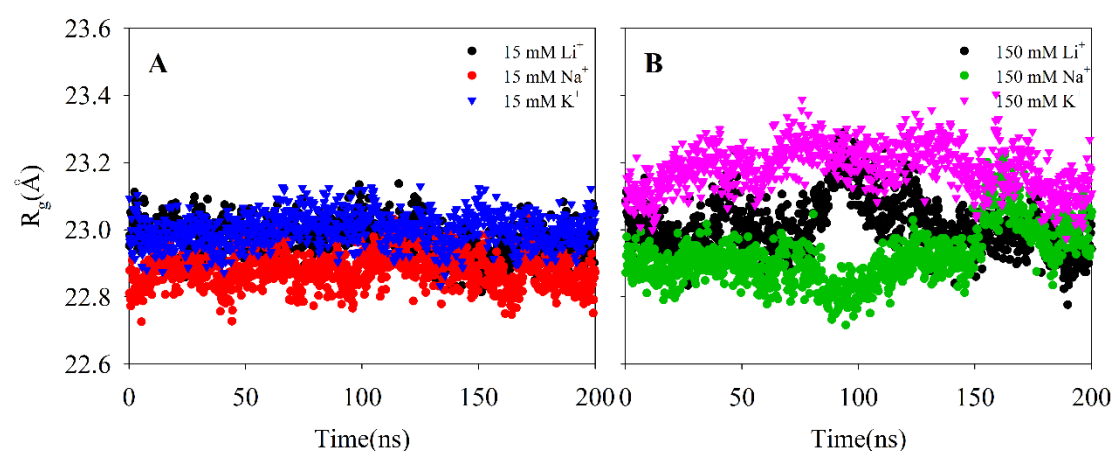 A
15 mM Li⁺
15 mM Na⁺
15 mM K⁺
B
150 mM Li⁺
150 mM Na⁺
150 mM K
23.6
23.4
23.2
23.0
22.8
22.6
Rg(Å)
0 50 100 150 200
0 50 100 150 200
Time(ns)
Time(ns)